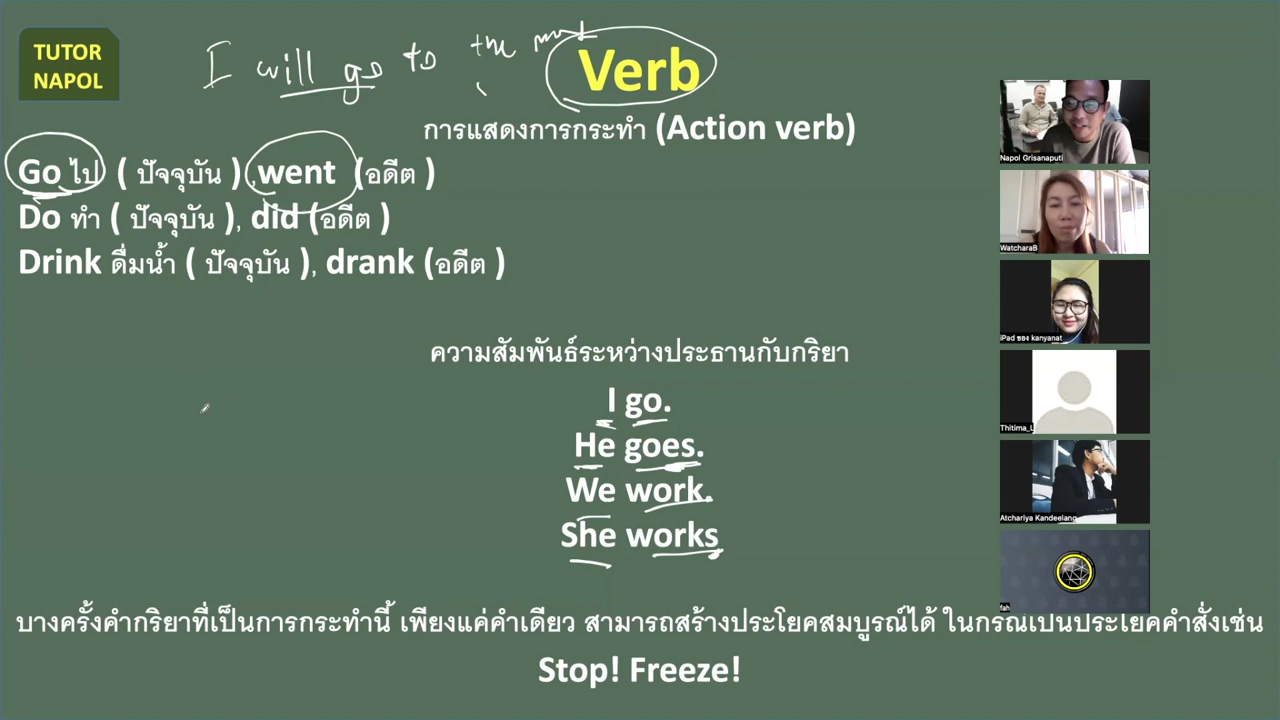 TUTOR
NAPOL
I will go to the
Verb
การแสดงการกระทำ (Action verb)
Go ไป ( ปัจจุบัน ) ,went (อดีต )
Do ทำ ( ปัจจุบัน ), did (อดีต )
Drink ดื่มน้ำ ( ปัจจุบัน ), drank (อดีต )
ความสัมพันธ์ระหว่างประธานกับกริยา
I go.
He goes.
We work.
She works
บางครั้งคำกริยาที่เป็นการกระทำนี้ เพียงแค่คำเดียว สามารถสร้างประโยคสมบูรณ์ได้ ในกรณีเป็นประโยคคำสั่งเช่น
Stop! Freeze!
Napol Grisanaputi
WatcharaB
iPad ของ kanyanat
Thitima_L
Atchariya Kandeelang
fah